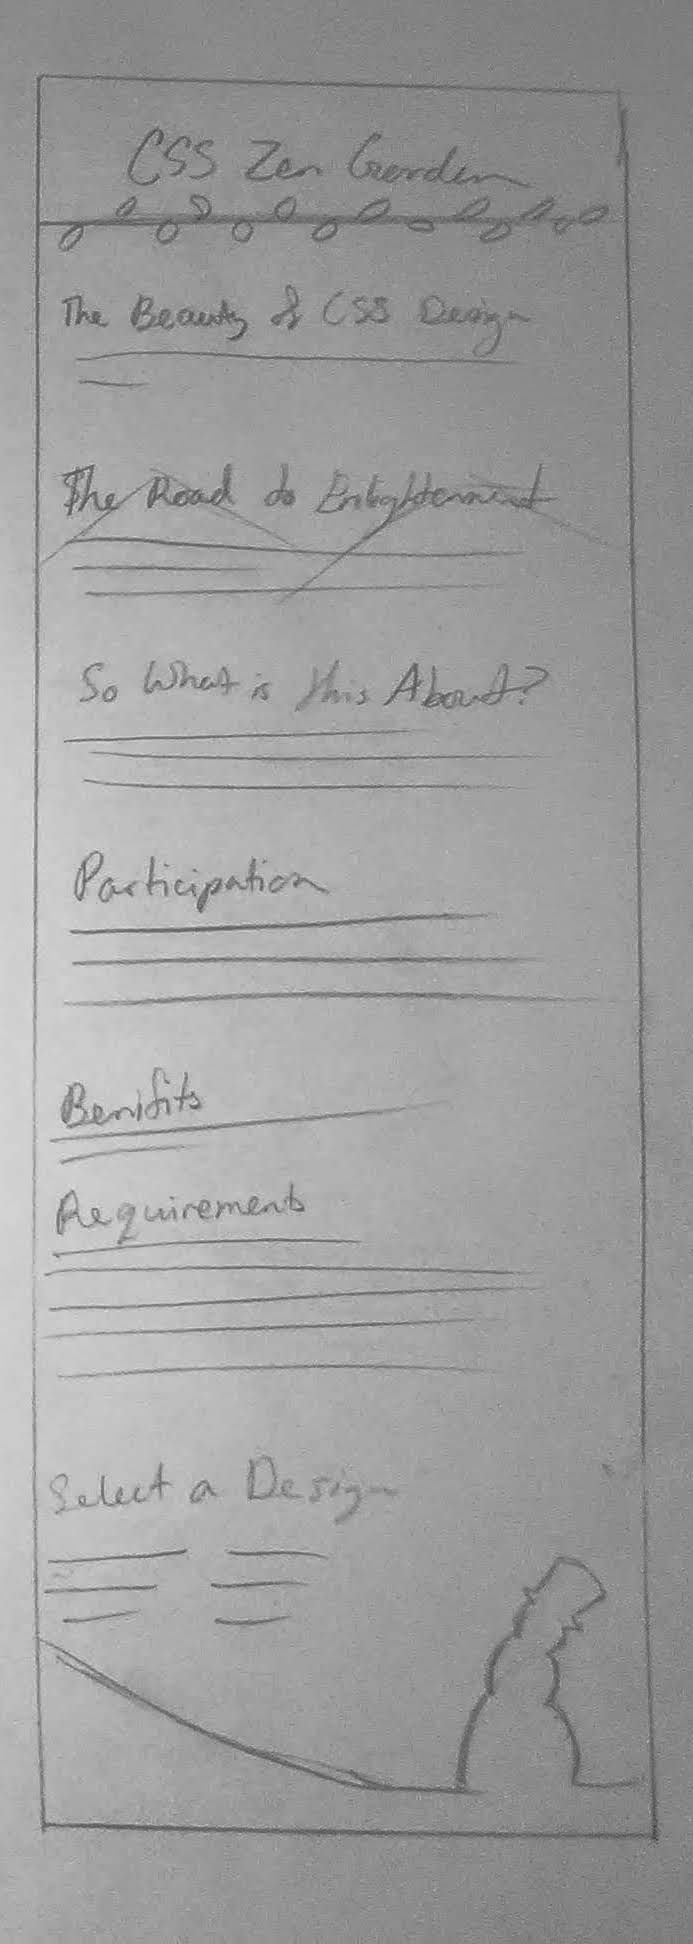 CSS Zen Garden
The Beauty of CSS Design
The Road to Enlightenment
So What is this About?
Participation
Benifits
Requirements
Select a Design